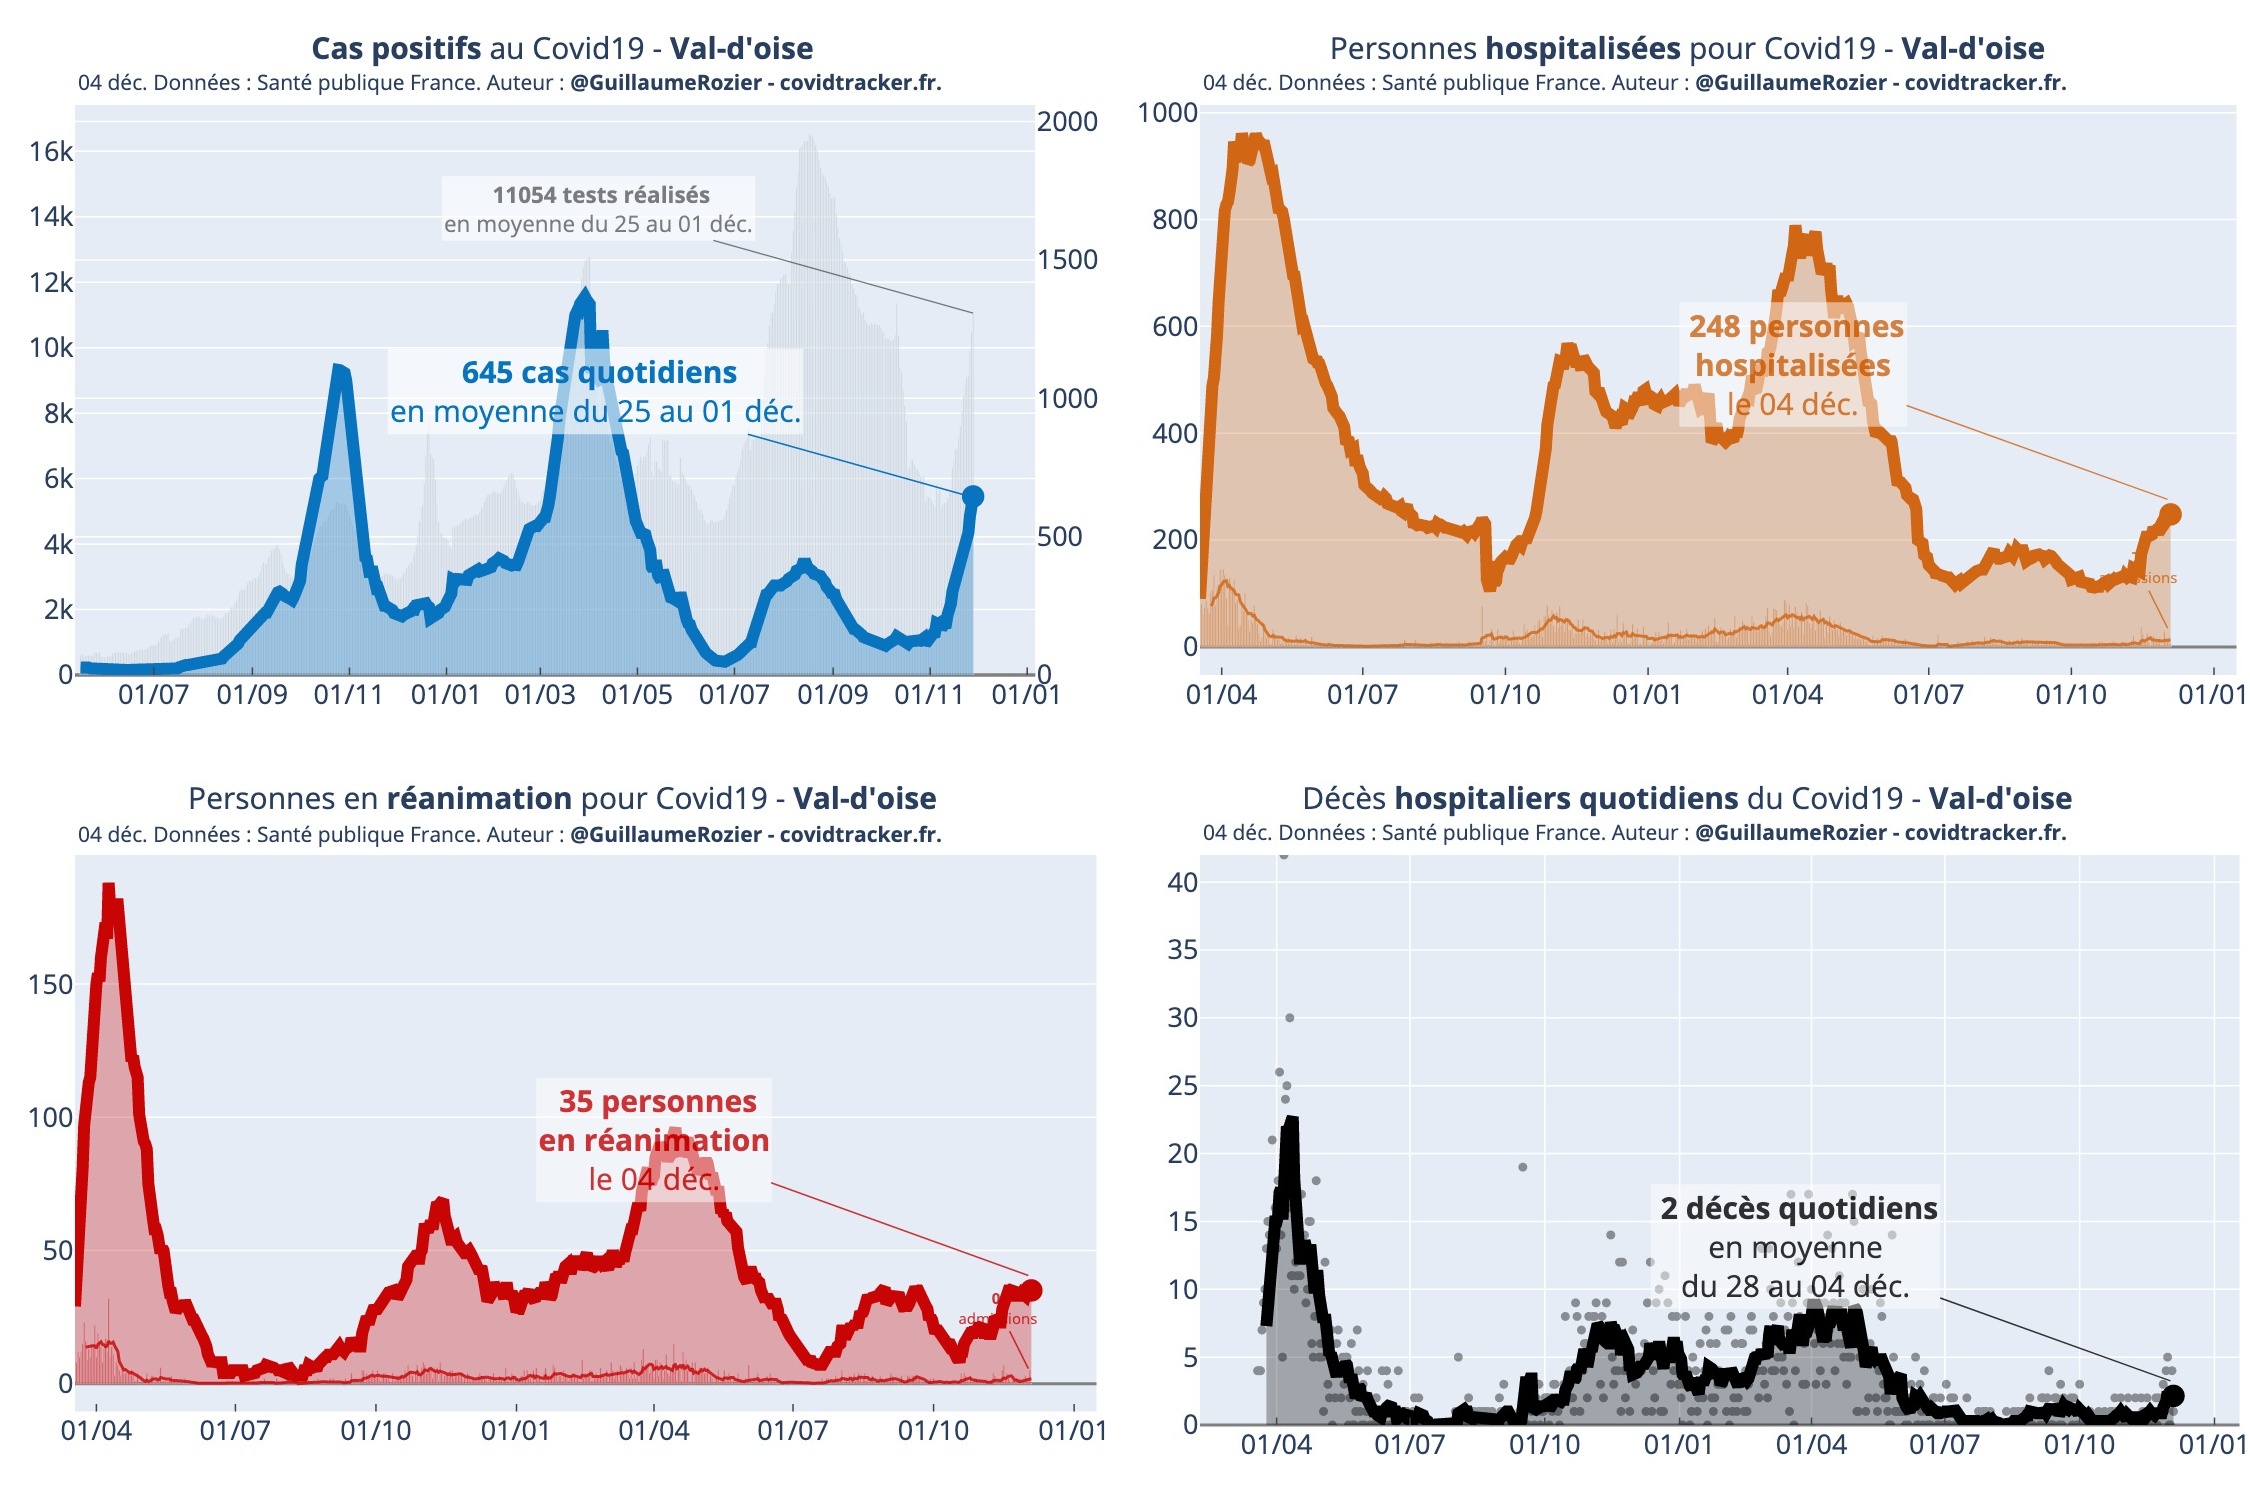 Cas positifs au Covid19 - Val-d'oise
04 déc. Données : Santé publique France. Auteur : @GuillaumeRozier - covidtracker.fr.
16k
14k
12k
10k
8k
6k
4k
2k
0
2000
1500
1000
500
0
11054 tests réalisés
en moyenne du 25 au 01 déc.
645 cas quotidiens
en moyenne du 25 au 01 déc.
01/07 01/09 01/11 01/01 01/03 01/05 01/07 01/09 01/11 01/01
Personnes hospitalisées pour Covid19 - Val-d'oise
04 déc. Données : Santé publique France. Auteur : @GuillaumeRozier - covidtracker.fr.
1000
800
600
400
200
0
248 personnes
hospitalisées
le 04 déc.
01/04 01/07 01/10 01/01 01/04 01/07 01/10 01/01
Personnes en réanimation pour Covid19 - Val-d'oise
04 déc. Données : Santé publique France. Auteur : @GuillaumeRozier - covidtracker.fr.
150
100
50
0
35 personnes
en réanimation
le 04 déc.
0
admissions
01/04 01/07 01/10 01/01 01/04 01/07 01/10 01/01
Décès hospitaliers quotidiens du Covid19 - Val-d'oise
04 déc. Données : Santé publique France. Auteur : @GuillaumeRozier - covidtracker.fr.
40
35
30
25
20
15
10
5
0
2 décès quotidiens
en moyenne
du 28 au 04 déc.
01/04 01/07 01/10 01/01 01/04 01/07 01/10 01/01